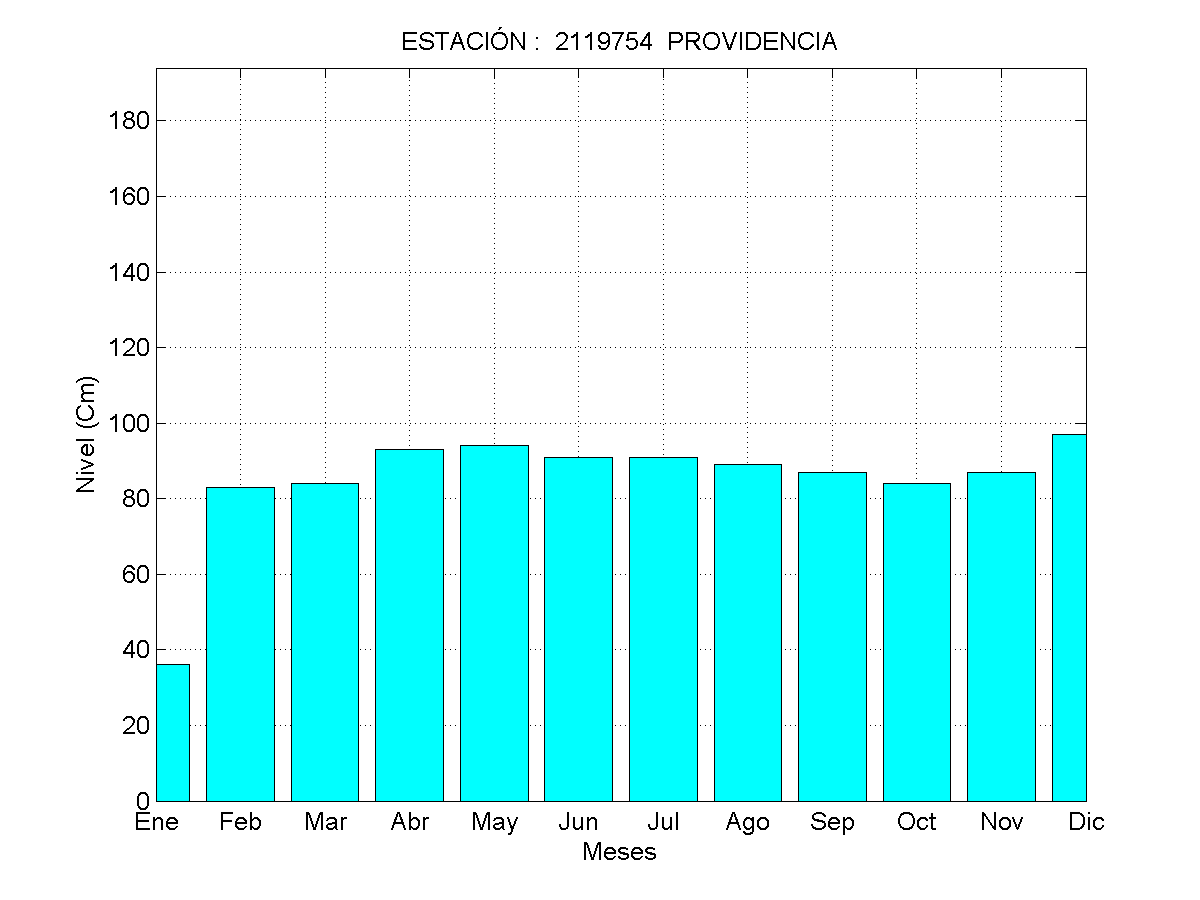 ESTACIÓN :  2119754  PROVIDENCIA
180
160
140
120
100
80
60
40
20
0
Nivel (Cm)
Ene Feb Mar Abr May Jun Jul Ago Sep Oct Nov Dic
Meses